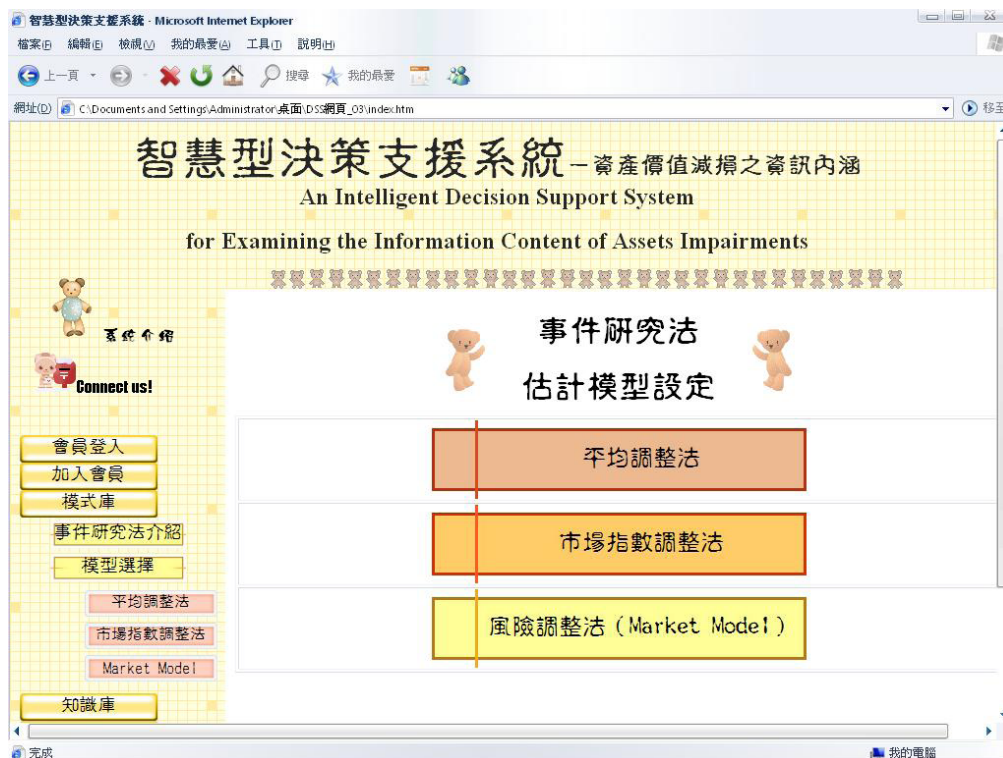 智慧型決策支援系統 - Microsoft Internet Explorer
檔案(F) 編輯(E) 檢視(V) 我的最愛(A) 工具(T) 說明(H)
上一頁 搜尋 我的最愛
網址(D) C:\Documents and Settings\Administrator\桌面\DSS網頁_03\index.htm 移至
智慧型決策支援系統－資產價值減損之資訊內涵
An Intelligent Decision Support System
for Examining the Information Content of Assets Impairments
系統介紹
Connect us!
會員登入
加入會員
模式庫
事件研究法介紹
模型選擇
平均調整法
市場指數調整法
Market Model
知識庫
事件研究法
估計模型設定
平均調整法
市場指數調整法
風險調整法（Market Model）
完成 我的電腦